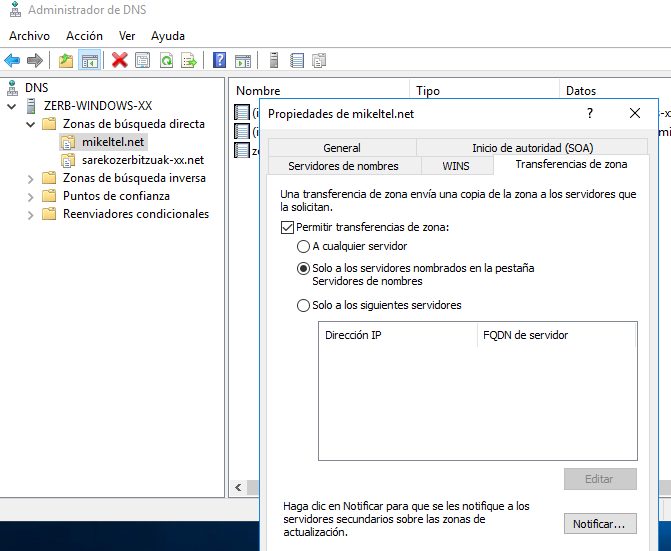 Administrador de DNS
Archivo Acción Ver Ayuda
DNS
ZERB-WINDOWS-XX
Zonas de búsqueda directa
mikeltel.net
sarekozerbitzuak-xx.net
Zonas de búsqueda inversa
Puntos de confianza
Reenviadores condicionales
Nombre Tipo Datos
Propiedades de mikeltel.net
General Inicio de autoridad (SOA)
Servidores de nombres WINS Transferencias de zona
Una transferencia de zona envía una copia de la zona a los servidores que
la solicitan.
Permitir transferencias de zona:
A cualquier servidor
Solo a los servidores nombrados en la pestaña
Servidores de nombres
Solo a los siguientes servidores
Dirección IP FQDN de servidor
Editar
Haga clic en Notificar para que se les notifique a los
servidores secundarios sobre las zonas de
actualización.
Notificar...